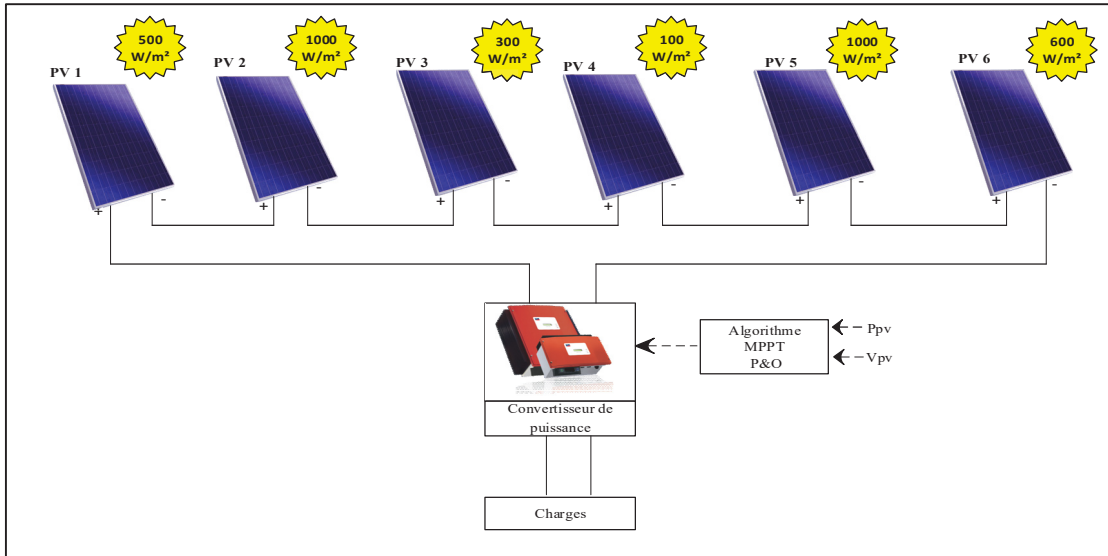 500
W/m²
1000
W/m²
300
W/m²
100
W/m²
1000
W/m²
600
W/m²
PV 1
PV 2
PV 3
PV 4
PV 5
PV 6
+ - + - + - + - + - + -
Algorithme
MPPT
P&O
Ppv
Vpv
Convertisseur de
puissance
Charges